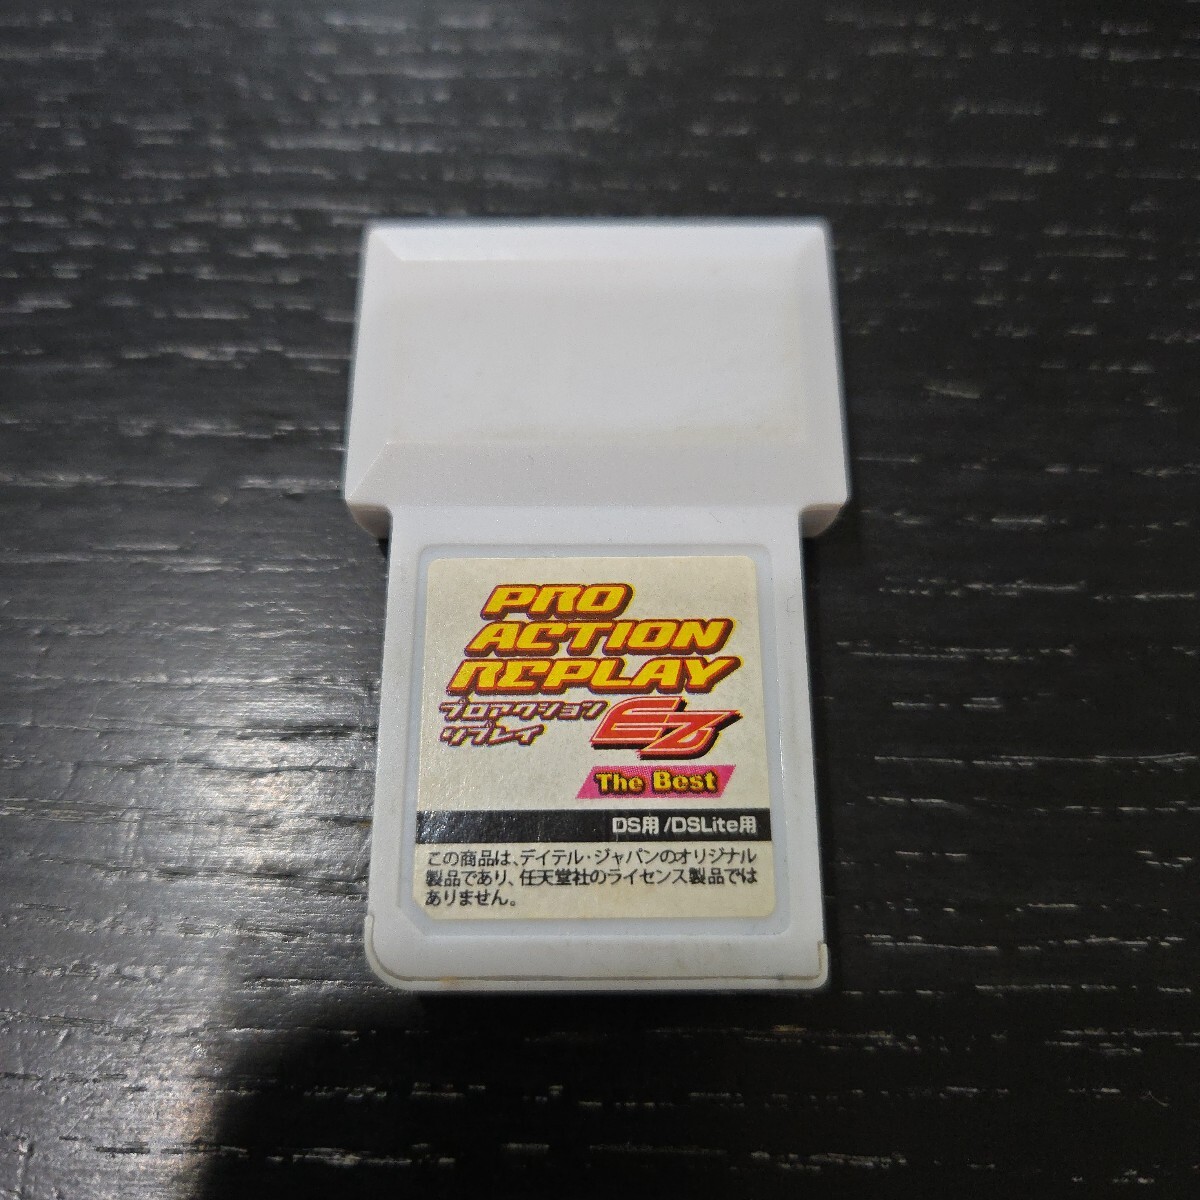 PRO
ACTION
REPLAY
プロアクション
リプレイ
EZ
The Best
DS用 /DSLite用
この商品は、デイテル・ジャパンのオリジナル
製品であり、任天堂社のライセンス製品では
ありません。